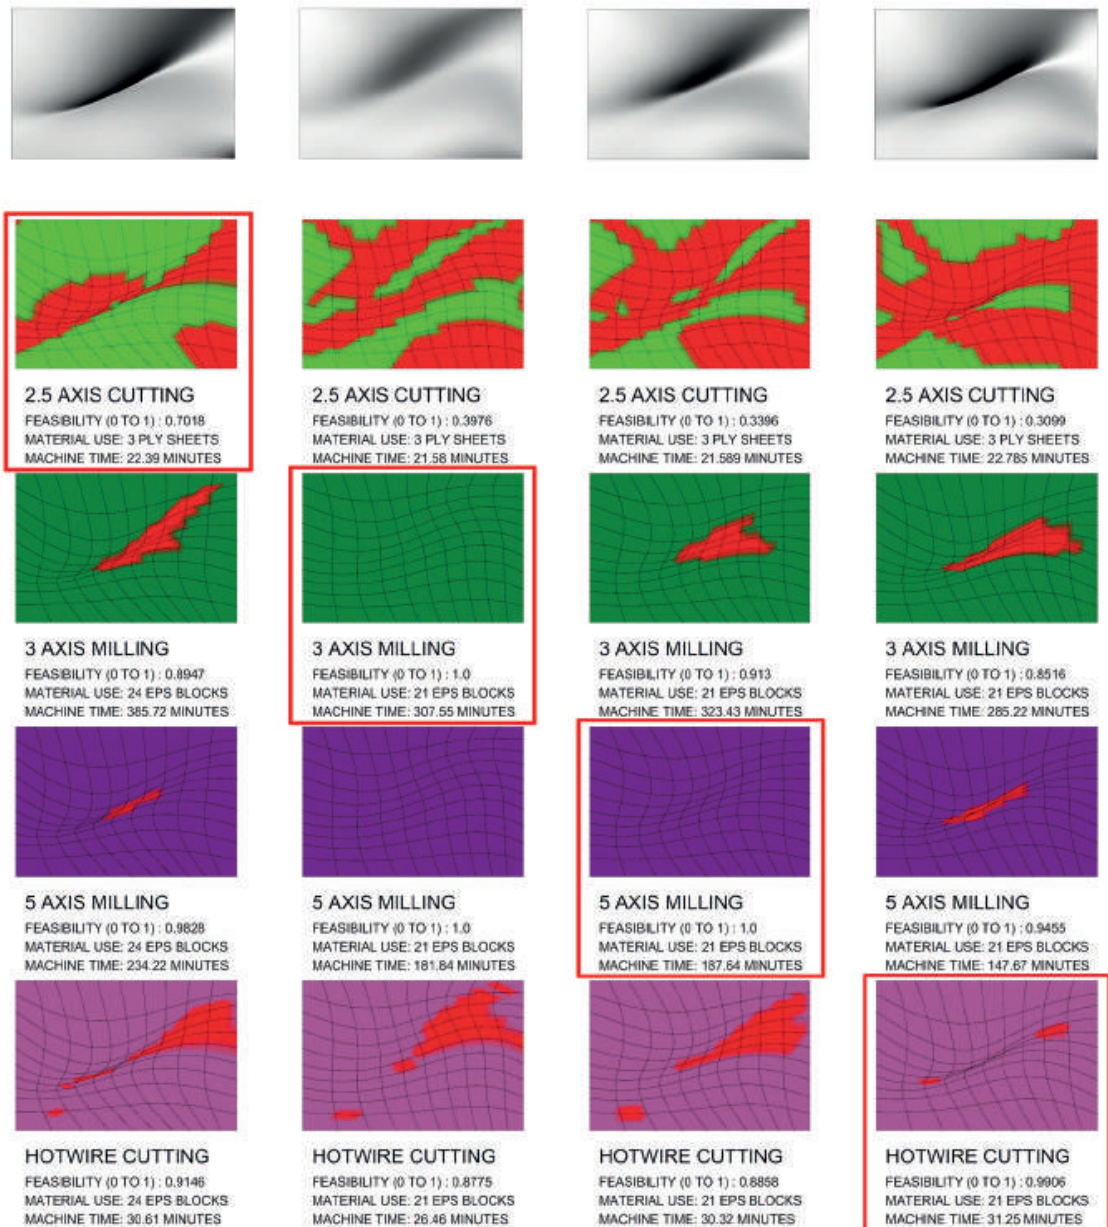 2.5 AXIS CUTTING
FEASIBILITY (0 TO 1) : 0.7018
MATERIAL USE: 3 PLY SHEETS
MACHINE TIME: 22.39 MINUTES
2.5 AXIS CUTTING
FEASIBILITY (0 TO 1) : 0.3976
MATERIAL USE: 3 PLY SHEETS
MACHINE TIME: 21.58 MINUTES
2.5 AXIS CUTTING
FEASIBILITY (0 TO 1) : 0.3396
MATERIAL USE: 3 PLY SHEETS
MACHINE TIME: 21.589 MINUTES
2.5 AXIS CUTTING
FEASIBILITY (0 TO 1) : 0.3099
MATERIAL USE: 3 PLY SHEETS
MACHINE TIME: 22.785 MINUTES
3 AXIS MILLING
FEASIBILITY (0 TO 1) : 0.8947
MATERIAL USE: 24 EPS BLOCKS
MACHINE TIME: 385.72 MINUTES
3 AXIS MILLING
FEASIBILITY (0 TO 1) : 1.0
MATERIAL USE: 21 EPS BLOCKS
MACHINE TIME: 307.55 MINUTES
3 AXIS MILLING
FEASIBILITY (0 TO 1) : 0.913
MATERIAL USE: 21 EPS BLOCKS
MACHINE TIME: 323.43 MINUTES
3 AXIS MILLING
FEASIBILITY (0 TO 1) : 0.8516
MATERIAL USE: 21 EPS BLOCKS
MACHINE TIME: 285.22 MINUTES
5 AXIS MILLING
FEASIBILITY (0 TO 1) : 0.9828
MATERIAL USE: 24 EPS BLOCKS
MACHINE TIME: 234.22 MINUTES
5 AXIS MILLING
FEASIBILITY (0 TO 1) : 1.0
MATERIAL USE: 21 EPS BLOCKS
MACHINE TIME: 181.84 MINUTES
5 AXIS MILLING
FEASIBILITY (0 TO 1) : 1.0
MATERIAL USE: 21 EPS BLOCKS
MACHINE TIME: 187.64 MINUTES
5 AXIS MILLING
FEASIBILITY (0 TO 1) : 0.9455
MATERIAL USE: 21 EPS BLOCKS
MACHINE TIME: 147.67 MINUTES
HOTWIRE CUTTING
FEASIBILITY (0 TO 1) : 0.9146
MATERIAL USE: 24 EPS BLOCKS
MACHINE TIME: 30.61 MINUTES
HOTWIRE CUTTING
FEASIBILITY (0 TO 1) : 0.8775
MATERIAL USE: 21 EPS BLOCKS
MACHINE TIME: 26.46 MINUTES
HOTWIRE CUTTING
FEASIBILITY (0 TO 1) : 0.8858
MATERIAL USE: 21 EPS BLOCKS
MACHINE TIME: 30.32 MINUTES
HOTWIRE CUTTING
FEASIBILITY (0 TO 1) : 0.9906
MATERIAL USE: 21 EPS BLOCKS
MACHINE TIME: 31.25 MINUTES